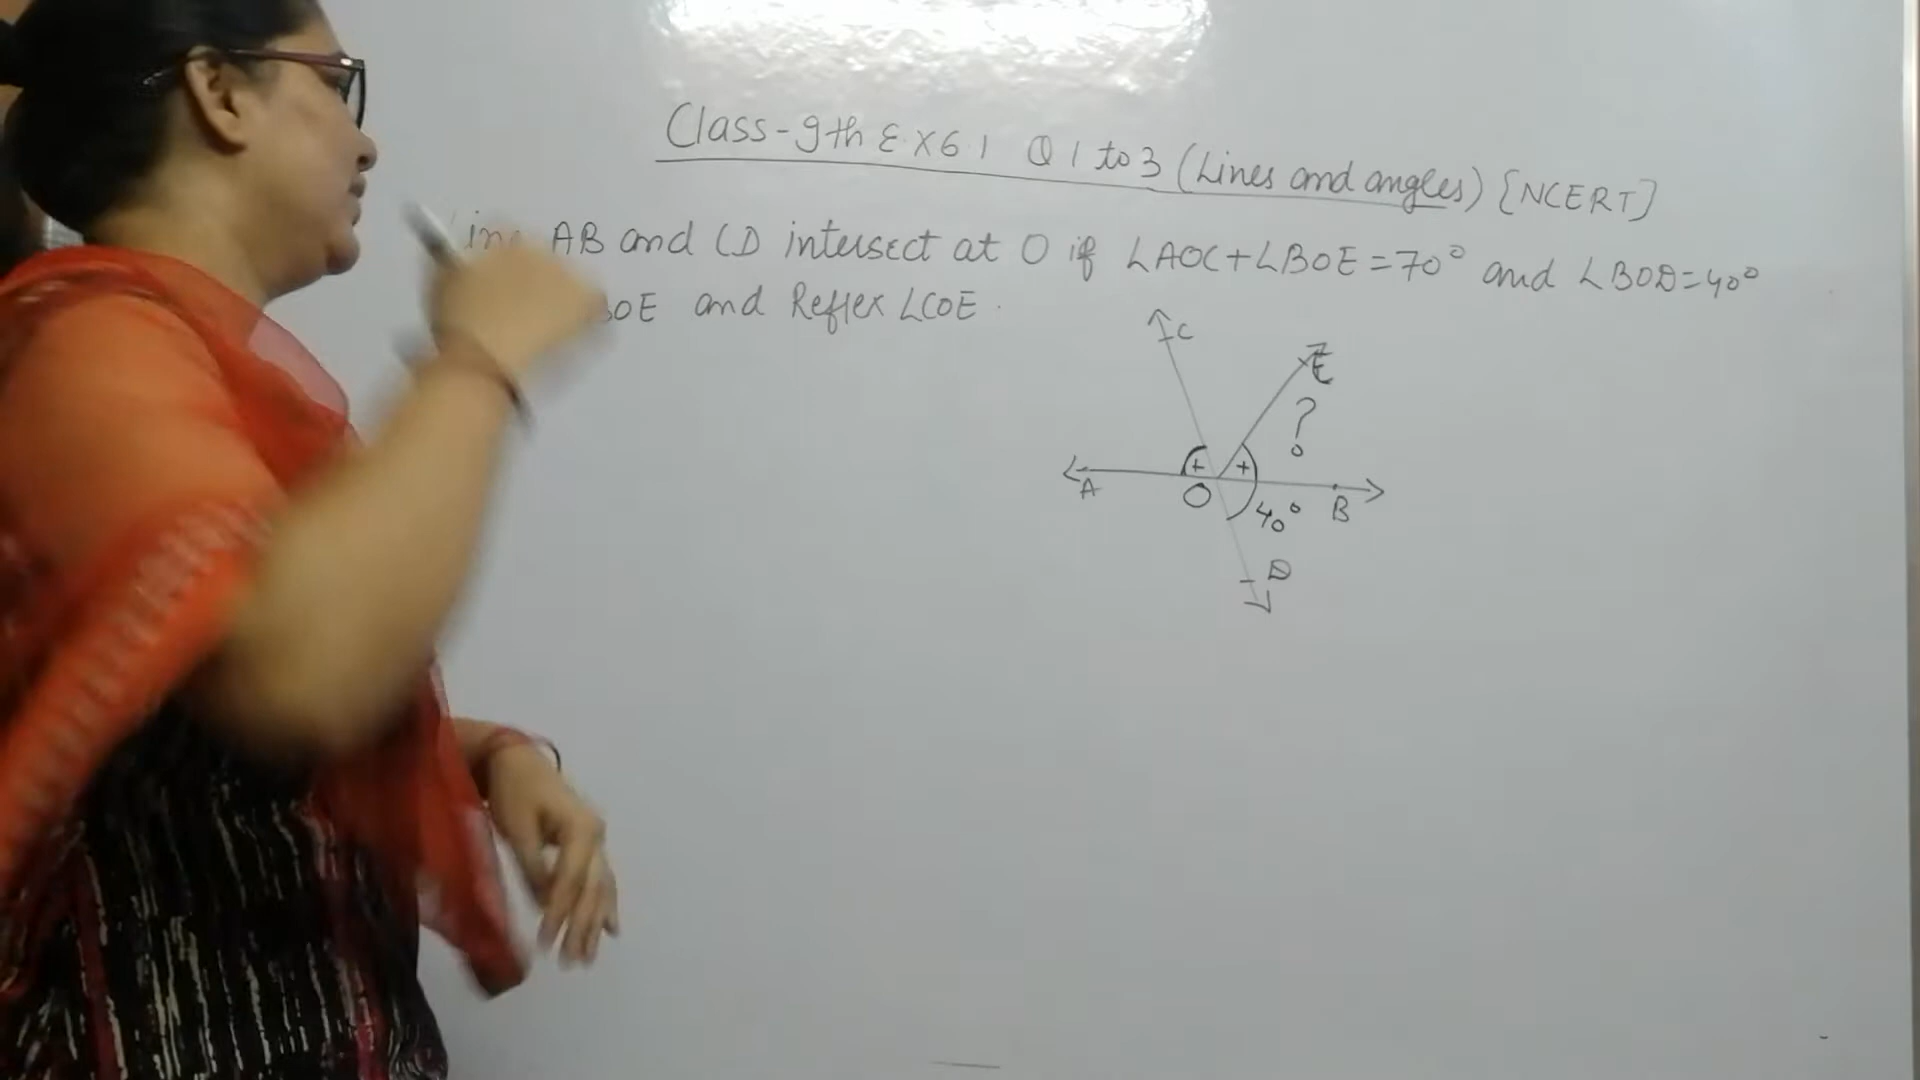 Class-9th EX 6.1 Q 1 to 3 (Lines and angles) [NCERT]
AB and CD intersect at O if ∠AOC+∠BOE=70° and ∠BOD=40°
BOE and Reflex ∠COE.
C
E
?
+ +
A
O
40°
B
D